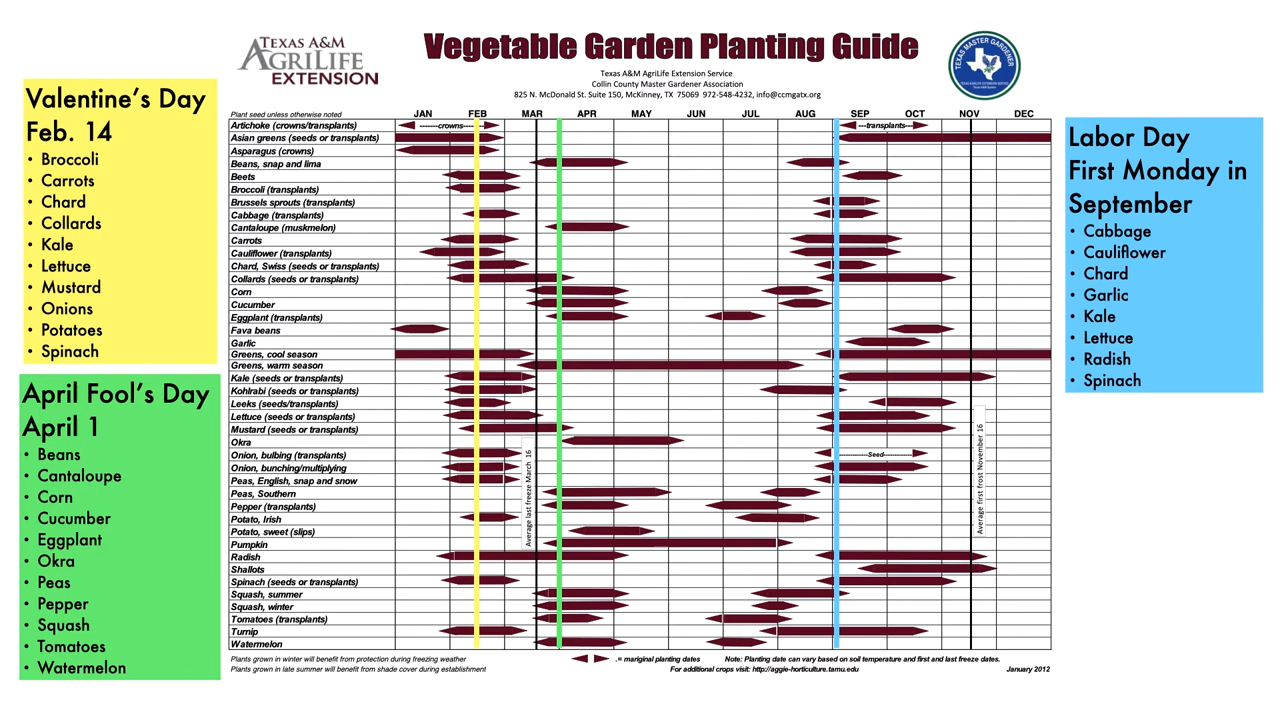 TEXAS A&M
AGRILIFE
EXTENSION
Vegetable Garden Planting Guide
Texas A&M AgriLife Extension Service
Collin County Master Gardener Association
825 N. McDonald St. Suite 150, McKinney, TX 75069 972-548-4232, info@ccmgatx.org
TEXAS MASTER GARDENER
Valentine's Day
Feb. 14
• Broccoli
• Carrots
• Chard
• Collards
• Kale
• Lettuce
• Mustard
• Onions
• Potatoes
• Spinach
April Fool's Day
April 1
• Beans
• Cantaloupe
• Corn
• Cucumber
• Eggplant
• Okra
• Peas
• Pepper
• Squash
• Tomatoes
• Watermelon
Plant seed unless otherwise noted JAN FEB MAR APR MAY JUN JUL AUG SEP OCT NOV DEC
Artichoke (crowns/transplants) -------crowns---- ---transplants---
Asian greens (seeds or transplants)
Asparagus (crowns)
Beans, snap and lima
Beets
Broccoli (transplants)
Brussels sprouts (transplants)
Cabbage (transplants)
Cantaloupe (muskmelon)
Carrots
Cauliflower (transplants)
Chard, Swiss (seeds or transplants)
Collards (seeds or transplants)
Corn
Cucumber
Eggplant (transplants)
Fava beans
Garlic
Greens, cool season
Greens, warm season
Kale (seeds or transplants)
Kohlrabi (seeds or transplants)
Leeks (seeds/transplants)
Lettuce (seeds or transplants)
Mustard (seeds or transplants)
Okra
Onion, bulbing (transplants) ------------Seed------------
Onion, bunching/multiplying
Peas, English, snap and snow
Peas, Southern
Pepper (transplants)
Potato, Irish
Potato, sweet (slips)
Pumpkin
Radish
Shallots
Spinach (seeds or transplants)
Squash, summer
Squash, winter
Tomatoes (transplants)
Turnip
Watermelon
Average last freeze March 16
Average first frost November 16
Plants grown in winter will benefit from protection during freezing weather
Plants grown in late summer will benefit from shade cover during establishment
.= mariginal planting dates Note: Planting date can vary based on soil temperature and first and last freeze dates.
For additional crops visit: http://aggie-horticulture.tamu.edu
January 2012
Labor Day
First Monday in
September
• Cabbage
• Cauliflower
• Chard
• Garlic
• Kale
• Lettuce
• Radish
• Spinach